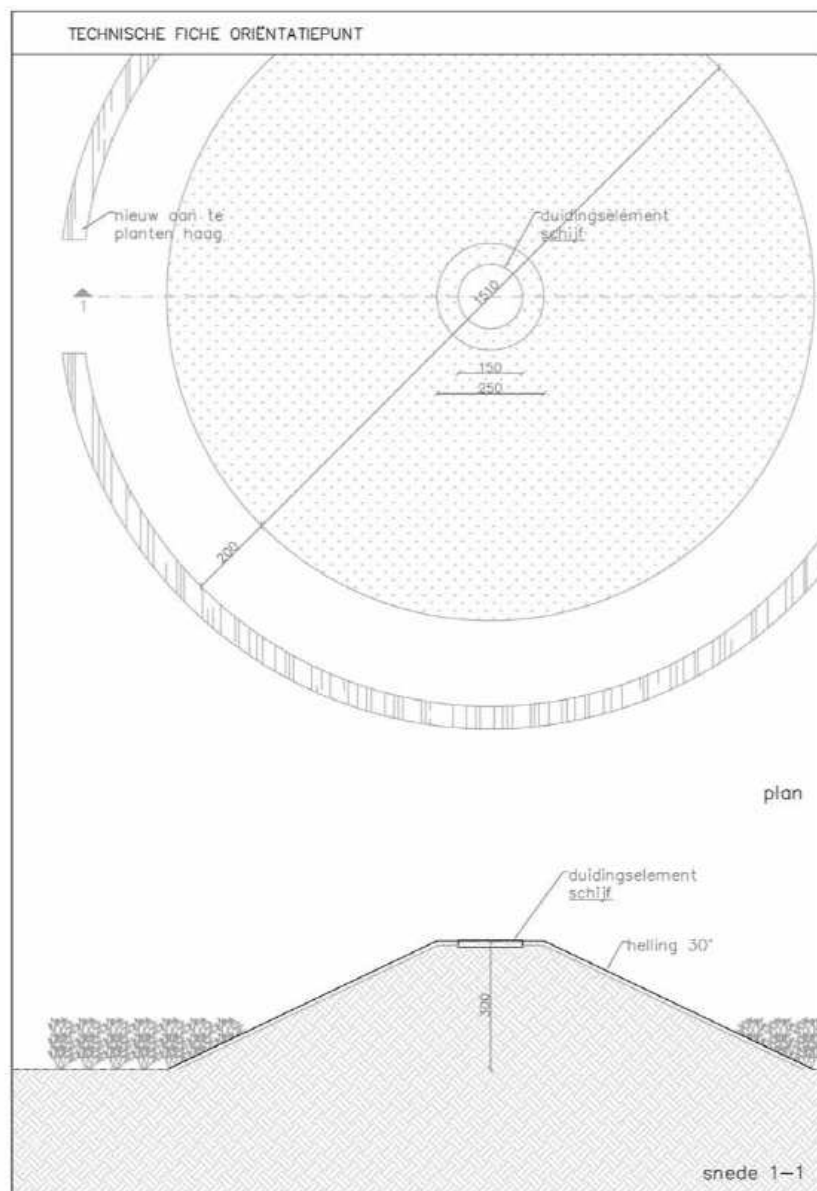 TECHNISCHE FICHE ORIËNTATIEPUNT
nieuw aan te
planten haag
duidingselement
schijf
1
1510
150
250
200
plan
duidingselement
schijf
helling 30°
300
snede 1-1